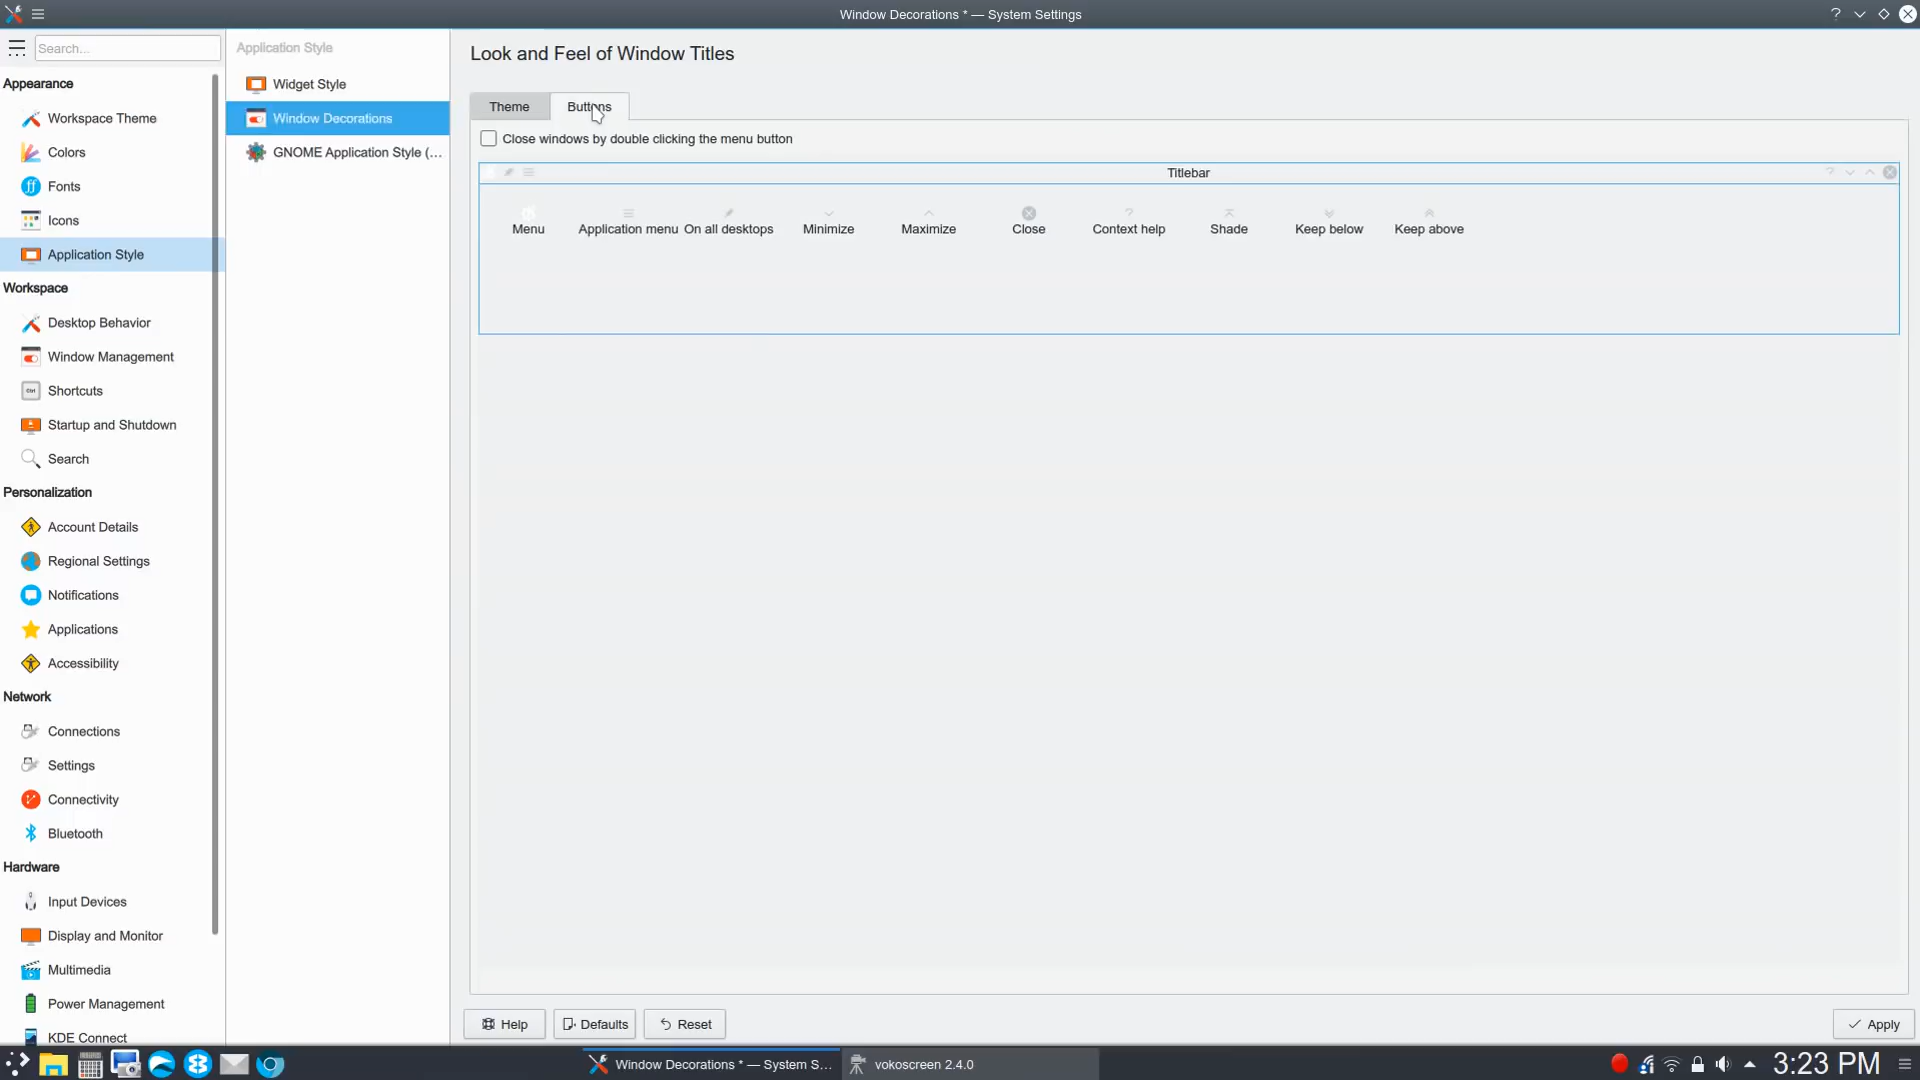 Window Decorations * — System Settings
Search...
Appearance
Workspace Theme
Colors
Fonts
Icons
Application Style
Workspace
Desktop Behavior
Window Management
Shortcuts
Startup and Shutdown
Search
Personalization
Account Details
Regional Settings
Notifications
Applications
Accessibility
Network
Connections
Settings
Connectivity
Bluetooth
Hardware
Input Devices
Display and Monitor
Multimedia
Power Management
KDE Connect
Application Style
Widget Style
Window Decorations
GNOME Application Style (...
Look and Feel of Window Titles
Theme Buttons
Close windows by double clicking the menu button
Titlebar
Menu Application menu On all desktops Minimize Maximize Close Context help Shade Keep below Keep above
Help Defaults Reset Apply
Window Decorations * — System S... vokoscreen 2.4.0 3:23 PM